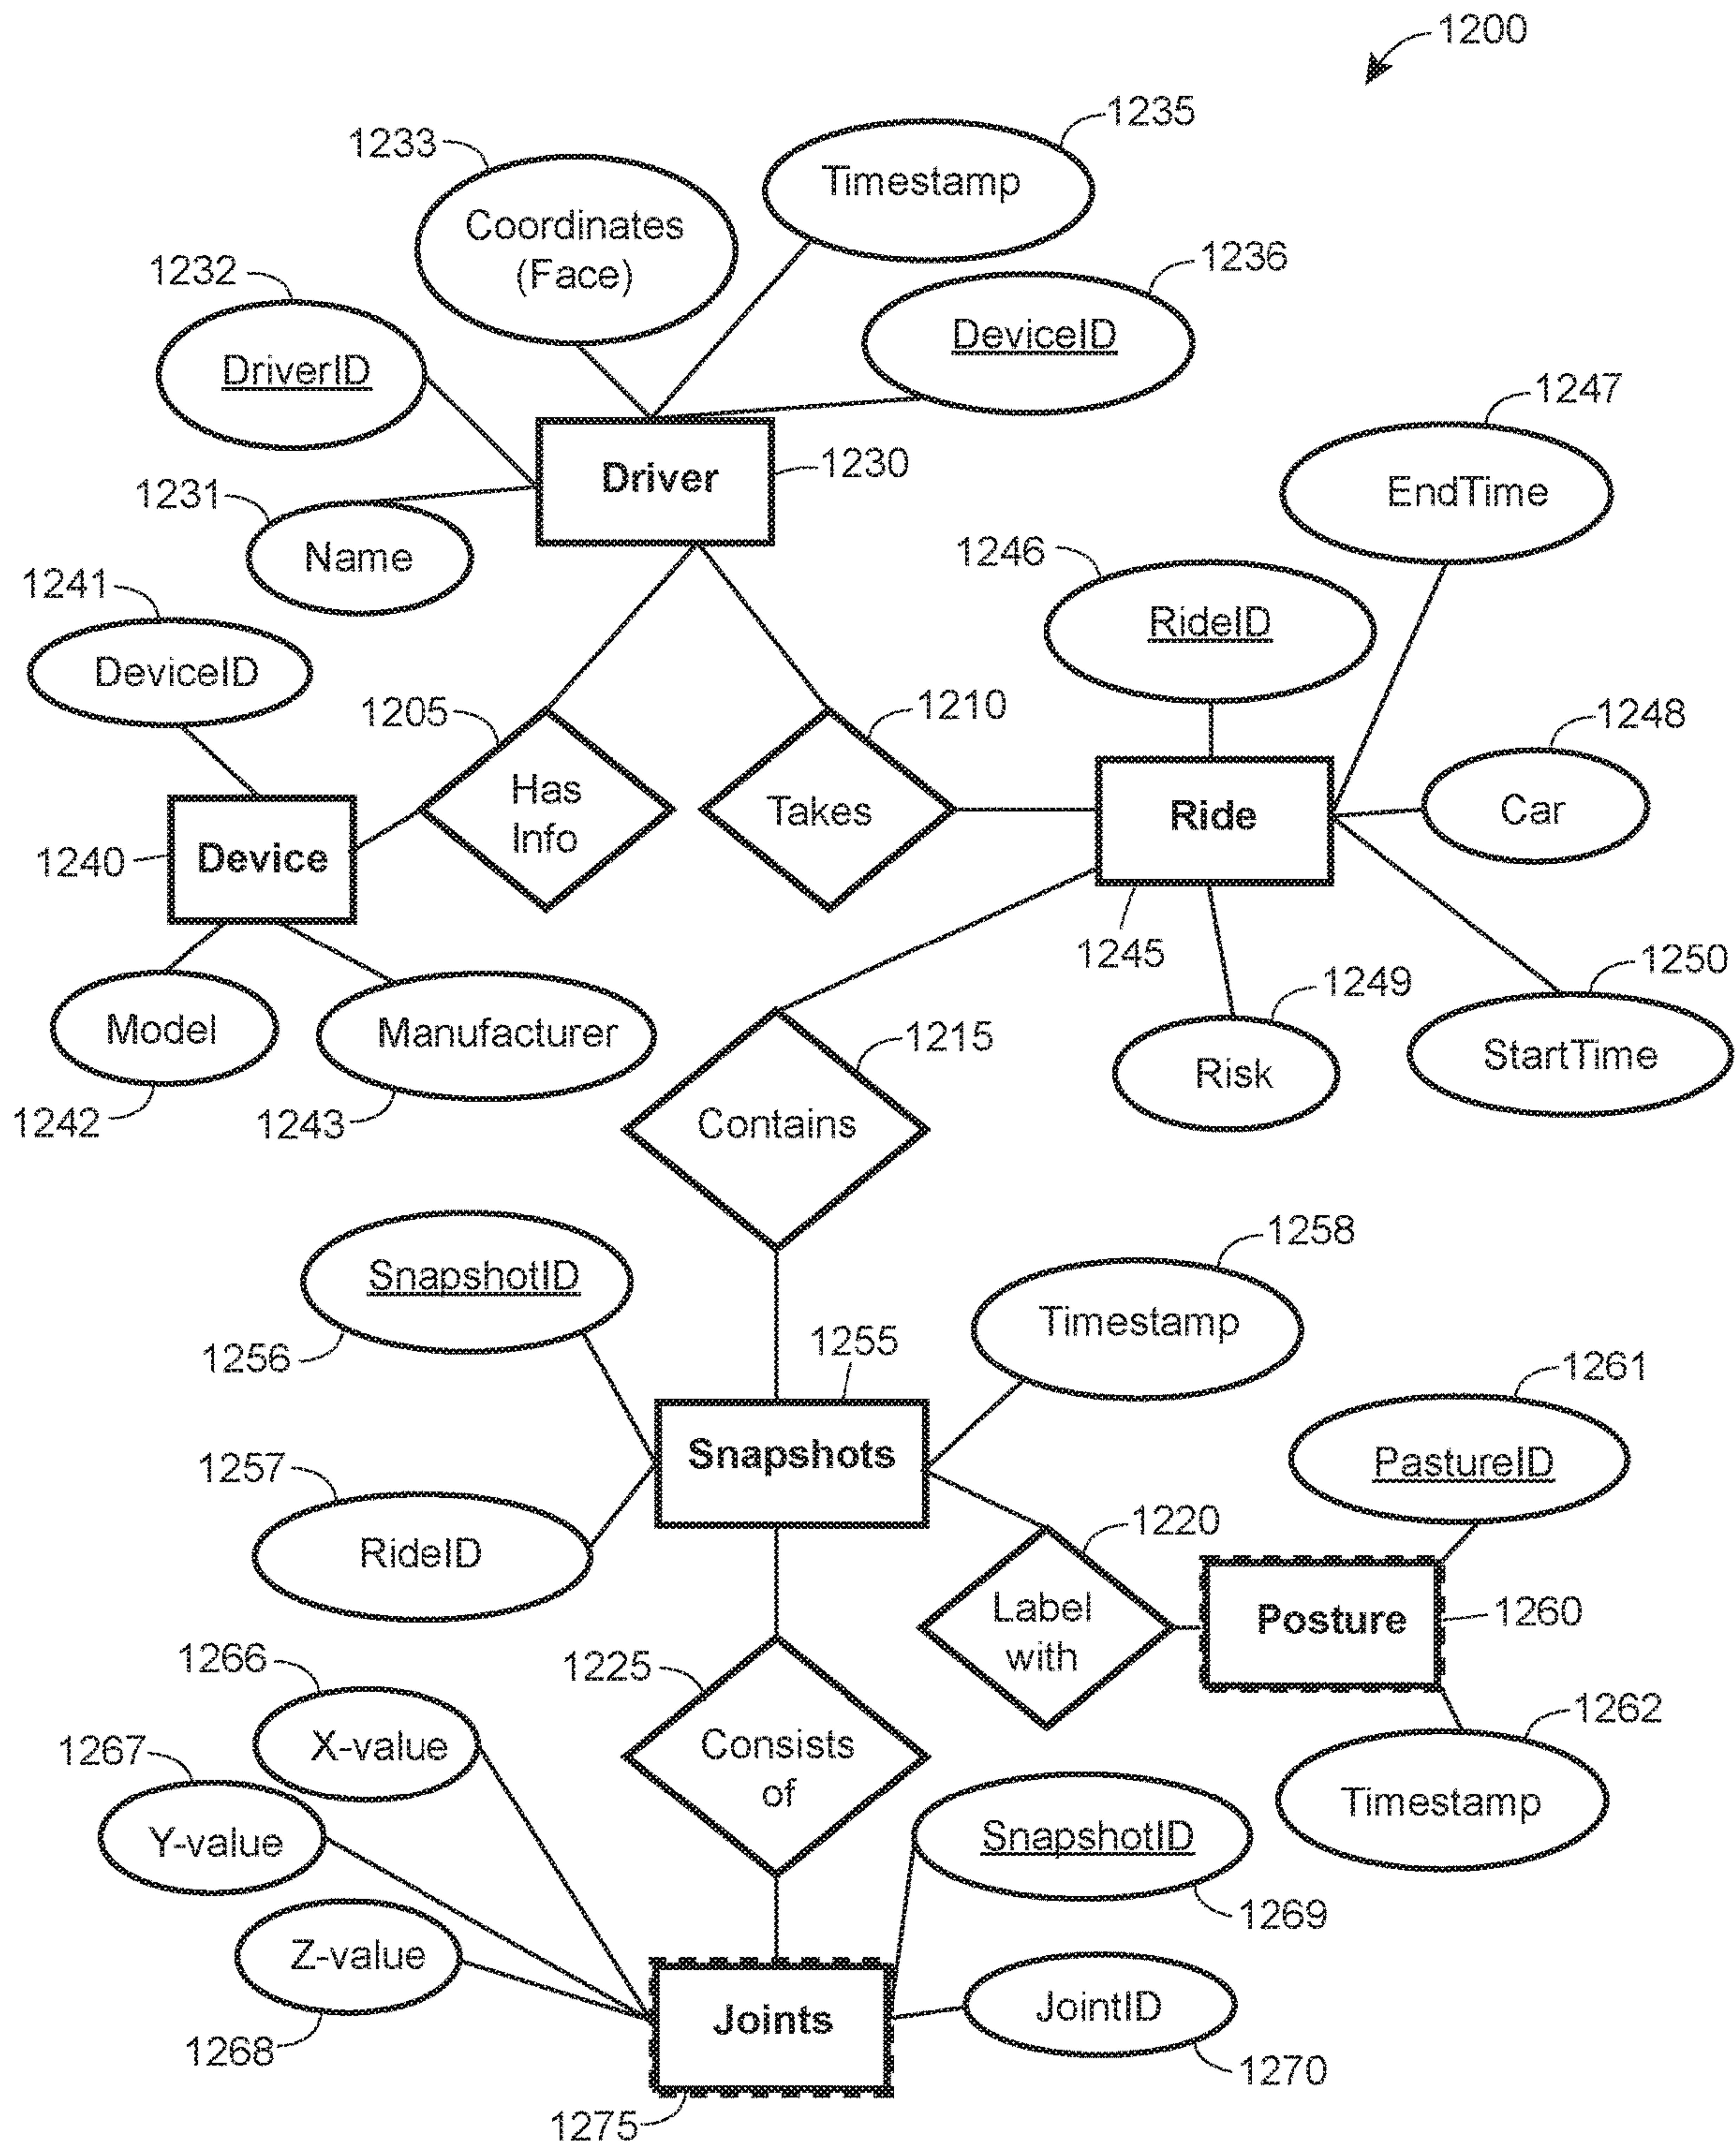 1200
1235
1233
Timestamp
Coordinates
(Face)
1236
1232
DeviceID
DriverID
1247
Driver
1230
EndTime
1231
1246
Name
1241
RideID
DeviceID
1205
1210
1248
Has
Info
Takes
Ride
Car
1240
Device
1245
1250
1249
Model
Manufacturer
1215
StartTime
Risk
1242
1243
Contains
1258
SnapshotID
Timestamp
1256
1255
1261
Snapshots
PastureID
1257
1220
RideID
Label
with
Posture
1260
1266
1225
1262
X-value
Consists
of
1267
Timestamp
Y-value
SnapshotID
1269
Z-value
JointID
Joints
1268
1270
1275